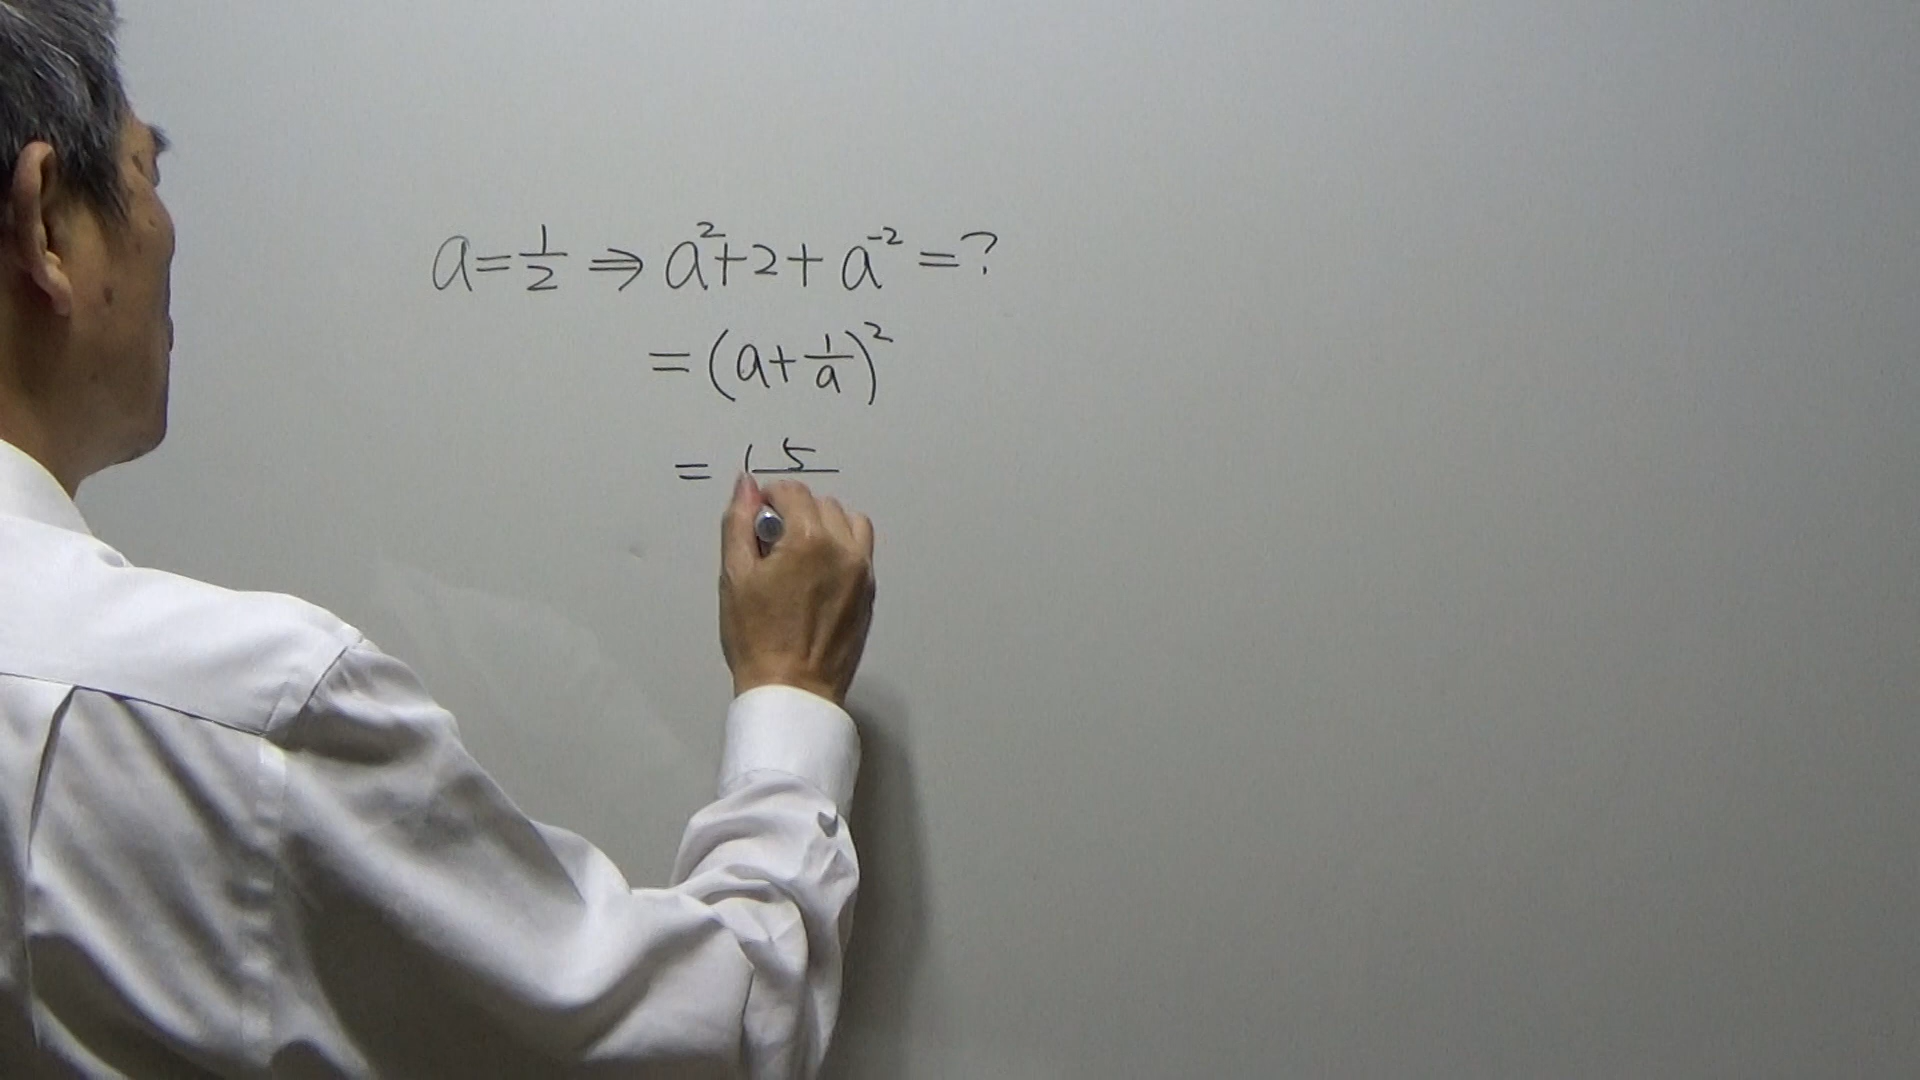 a = 1/2 ⇒ a² + 2 + a⁻² = ?
= (a + 1/a)²
= ( 5